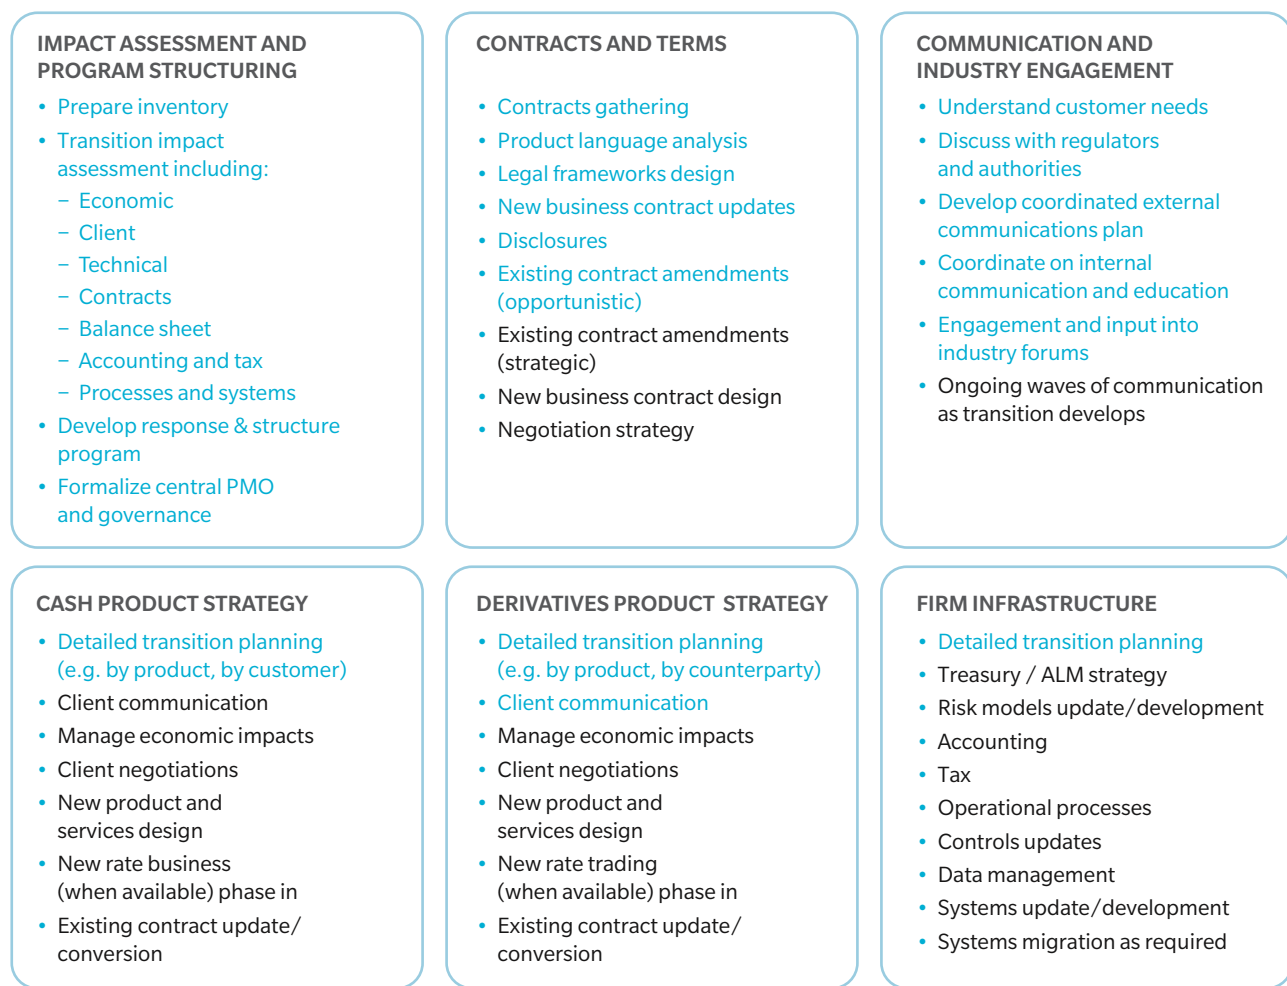 IMPACT ASSESSMENT AND
PROGRAM STRUCTURING
• Prepare inventory
• Transition impact
assessment including:
– Economic
– Client
– Technical
– Contracts
– Balance sheet
– Accounting and tax
– Processes and systems
• Develop response & structure
program
• Formalize central PMO
and governance
CONTRACTS AND TERMS
• Contracts gathering
• Product language analysis
• Legal frameworks design
• New business contract updates
• Disclosures
• Existing contract amendments
(opportunistic)
• Existing contract amendments
(strategic)
• New business contract design
• Negotiation strategy
COMMUNICATION AND
INDUSTRY ENGAGEMENT
• Understand customer needs
• Discuss with regulators
and authorities
• Develop coordinated external
communications plan
• Coordinate on internal
communication and education
• Engagement and input into
industry forums
• Ongoing waves of communication
as transition develops
CASH PRODUCT STRATEGY
• Detailed transition planning
(e.g. by product, by customer)
• Client communication
• Manage economic impacts
• Client negotiations
• New product and
services design
• New rate business
(when available) phase in
• Existing contract update/
conversion
DERIVATIVES PRODUCT STRATEGY
• Detailed transition planning
(e.g. by product, by counterparty)
• Client communication
• Manage economic impacts
• Client negotiations
• New product and
services design
• New rate trading
(when available) phase in
• Existing contract update/
conversion
FIRM INFRASTRUCTURE
• Detailed transition planning
• Treasury / ALM strategy
• Risk models update/development
• Accounting
• Tax
• Operational processes
• Controls updates
• Data management
• Systems update/development
• Systems migration as required